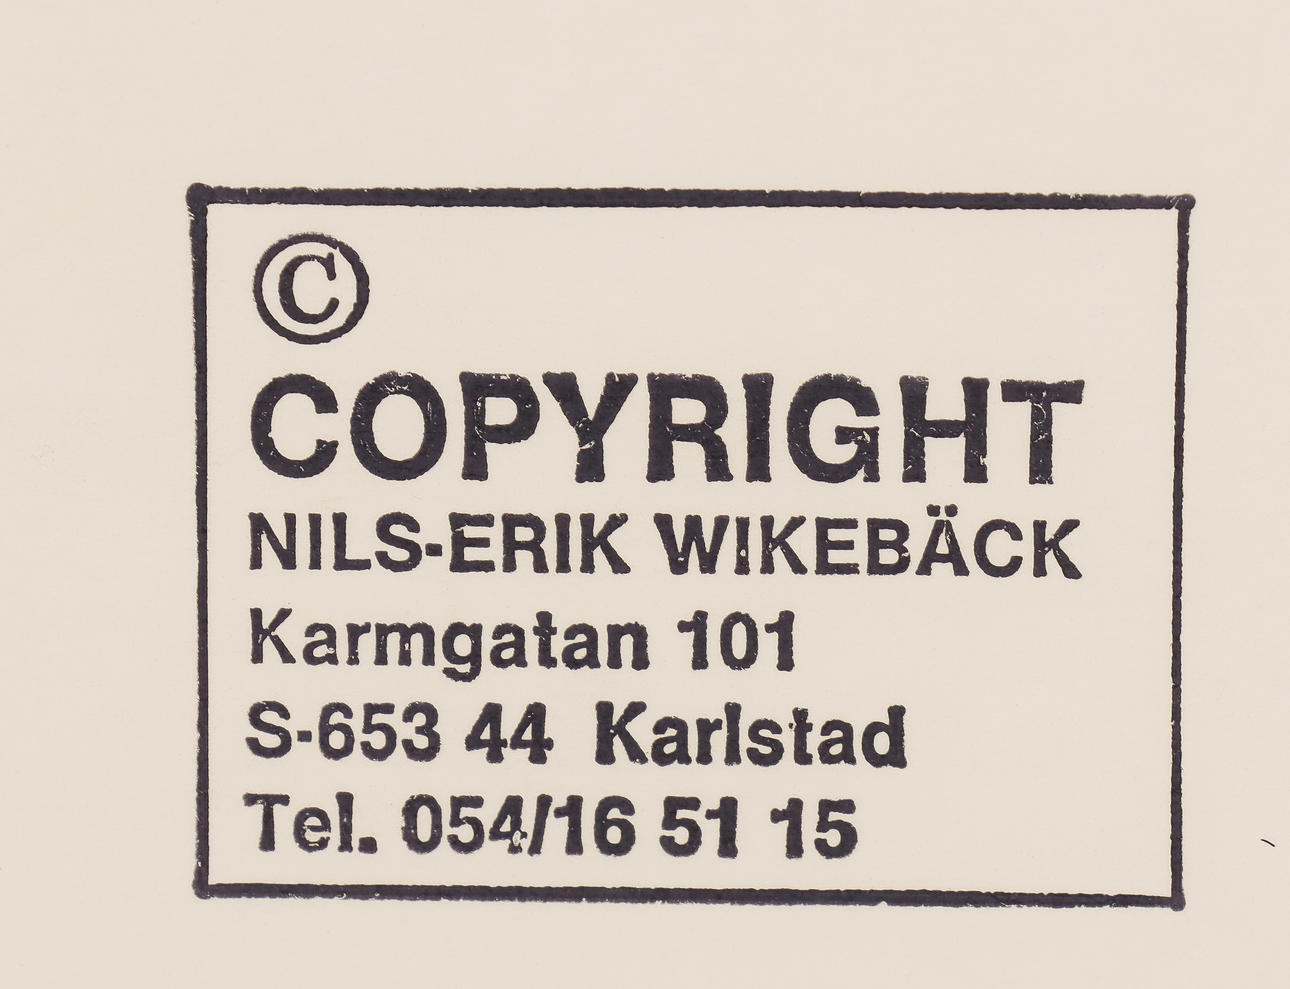 ©
COPYRIGHT
NILS-ERIK WIKEBÄCK
Karmgatan 101
S-653 44 Karlstad
Tel. 054/16 51 15